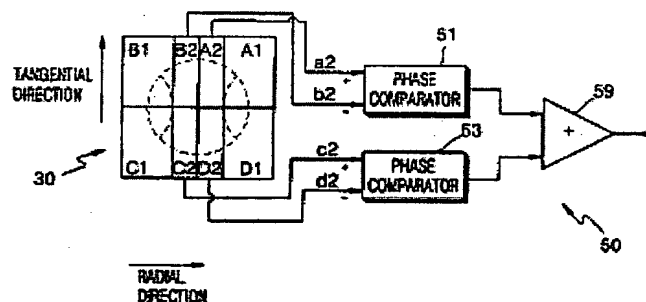 51
B1 B2 A2 A1
a2
PHASE
COMPARATOR
+
-
b2
59
TANGENTIAL
DIRECTION
+
53
c2
PHASE
COMPARATOR
+
-
d2
30
C1 C2 D2 D1
50
RADIAL
DIRECTION